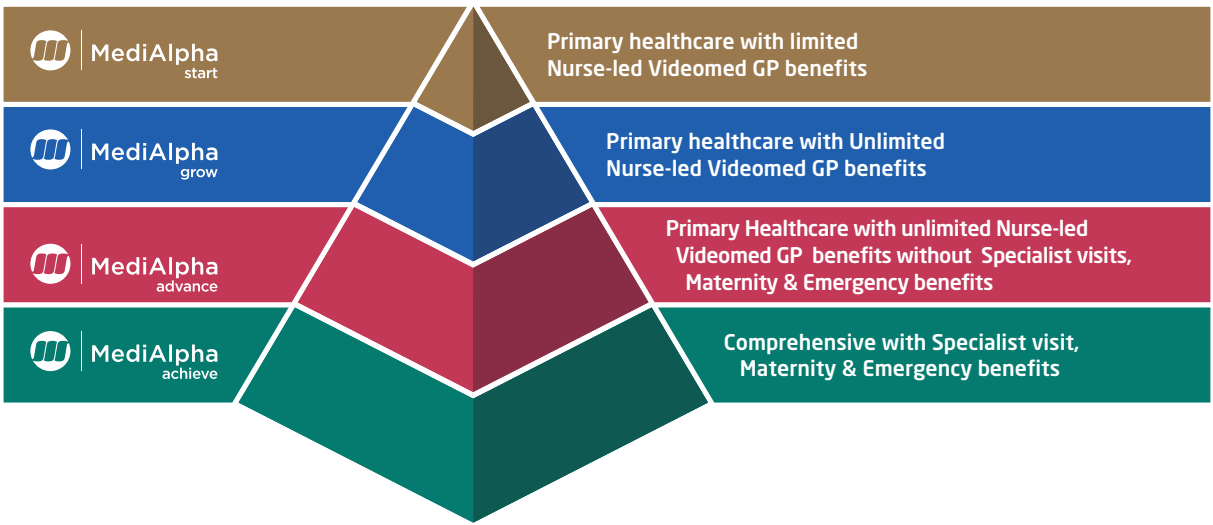 MediAlpha
start
Primary healthcare with limited
Nurse-led Videomed GP benefits
MediAlpha
grow
Primary healthcare with Unlimited
Nurse-led Videomed GP benefits
MediAlpha
advance
Primary Healthcare with unlimited Nurse-led
Videomed GP benefits without Specialist visits,
Maternity & Emergency benefits
MediAlpha
achieve
Comprehensive with Specialist visit,
Maternity & Emergency benefits